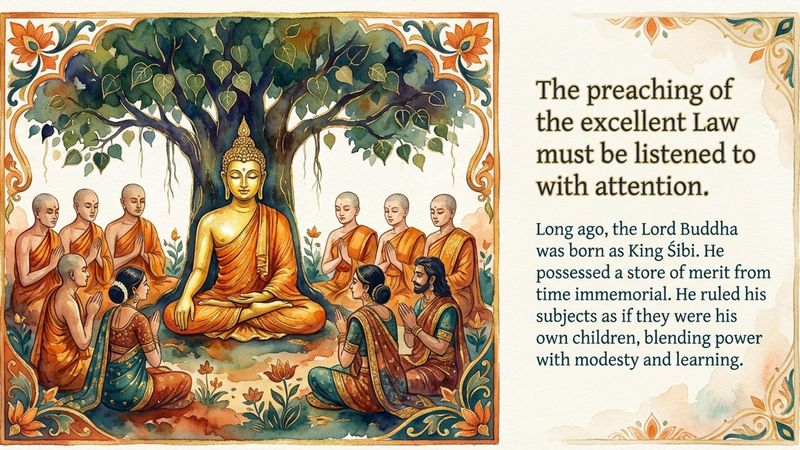 The preaching of
the excellent Law
must be listened to
with attention.
Long ago, the Lord Buddha
was born as King Śibi. He
possessed a store of merit from
time immemorial. He ruled his
subjects as if they were his
own children, blending power
with modesty and learning.